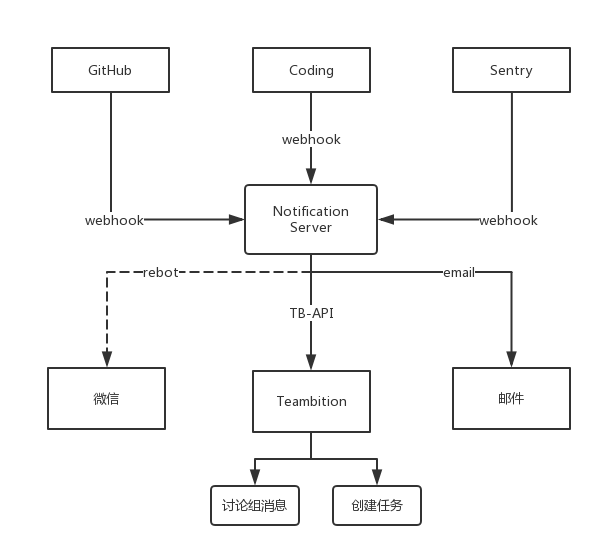 GitHub
Coding
Sentry
webhook
Notification
Server
webhook
webhook
rebot
email
TB-API
微信
Teambition
邮件
讨论组消息
创建任务